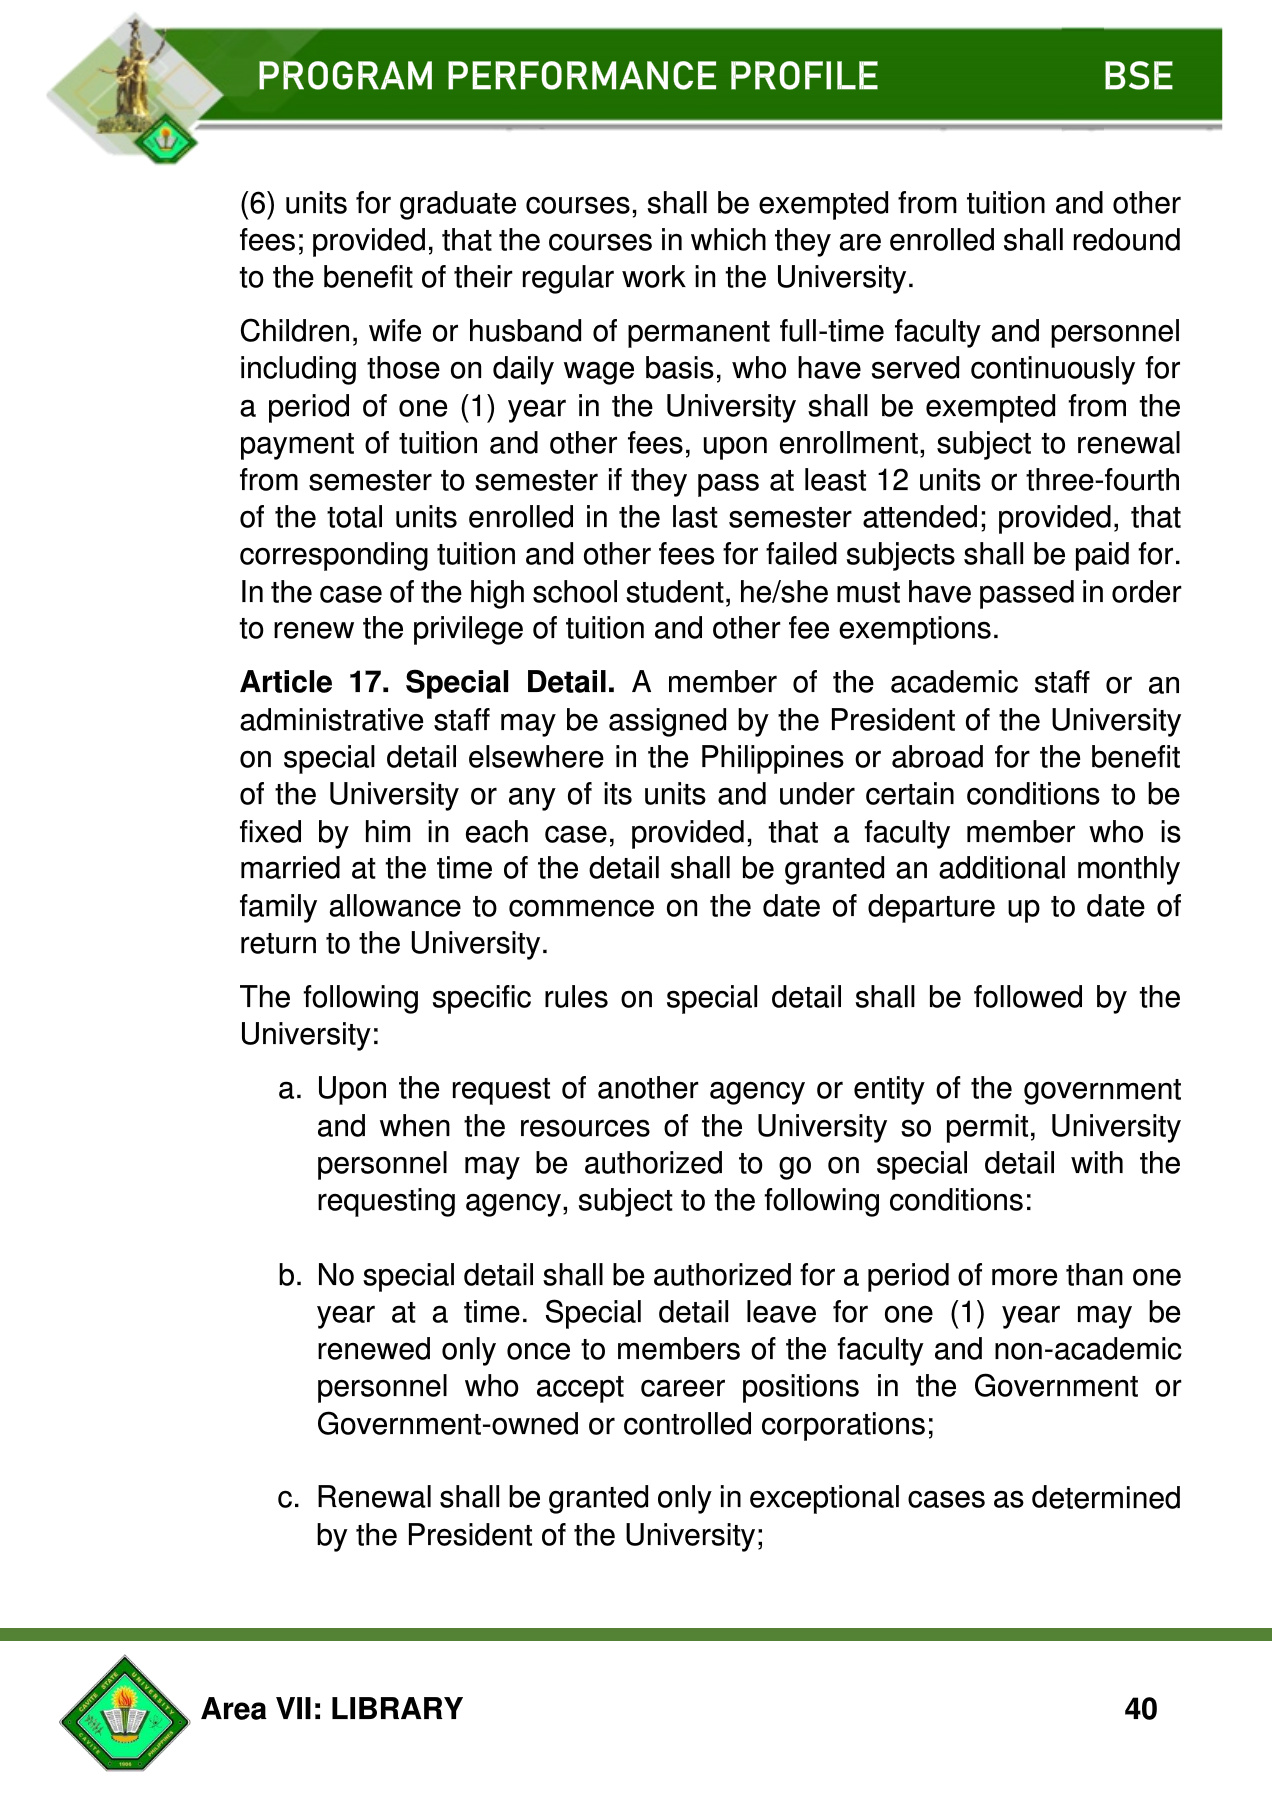 PROGRAM PERFORMANCE PROFILE BSE
(6) units for graduate courses, shall be exempted from tuition and other
fees; provided, that the courses in which they are enrolled shall redound
to the benefit of their regular work in the University.
Children, wife or husband of permanent full-time faculty and personnel
including those on daily wage basis, who have served continuously for
a period of one (1) year in the University shall be exempted from the
payment of tuition and other fees, upon enrollment, subject to renewal
from semester to semester if they pass at least 12 units or three-fourth
of the total units enrolled in the last semester attended; provided, that
corresponding tuition and other fees for failed subjects shall be paid for.
In the case of the high school student, he/she must have passed in order
to renew the privilege of tuition and other fee exemptions.
Article 17. Special Detail. A member of the academic staff or an
administrative staff may be assigned by the President of the University
on special detail elsewhere in the Philippines or abroad for the benefit
of the University or any of its units and under certain conditions to be
fixed by him in each case, provided, that a faculty member who is
married at the time of the detail shall be granted an additional monthly
family allowance to commence on the date of departure up to date of
return to the University.
The following specific rules on special detail shall be followed by the
University:
a. Upon the request of another agency or entity of the government
and when the resources of the University so permit, University
personnel may be authorized to go on special detail with the
requesting agency, subject to the following conditions:
b. No special detail shall be authorized for a period of more than one
year at a time. Special detail leave for one (1) year may be
renewed only once to members of the faculty and non-academic
personnel who accept career positions in the Government or
Government-owned or controlled corporations;
c. Renewal shall be granted only in exceptional cases as determined
by the President of the University;
CAVITE STATE UNIVERSITY
CAVITE PHILIPPINES
1906
Area VII: LIBRARY 40